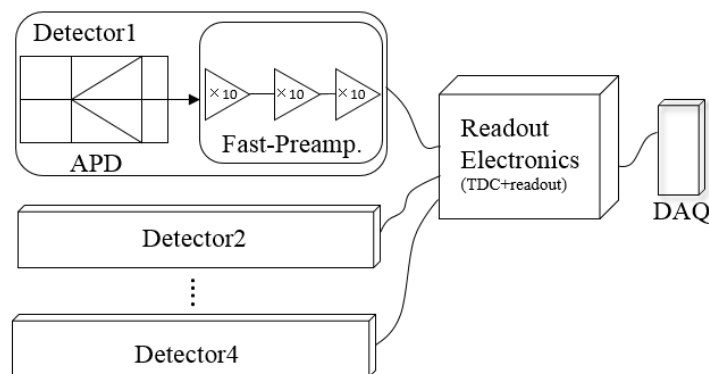 Detector1
×10 ×10 ×10
Fast-Preamp.
APD
Readout
Electronics
(TDC+readout)
DAQ
Detector2
Detector4